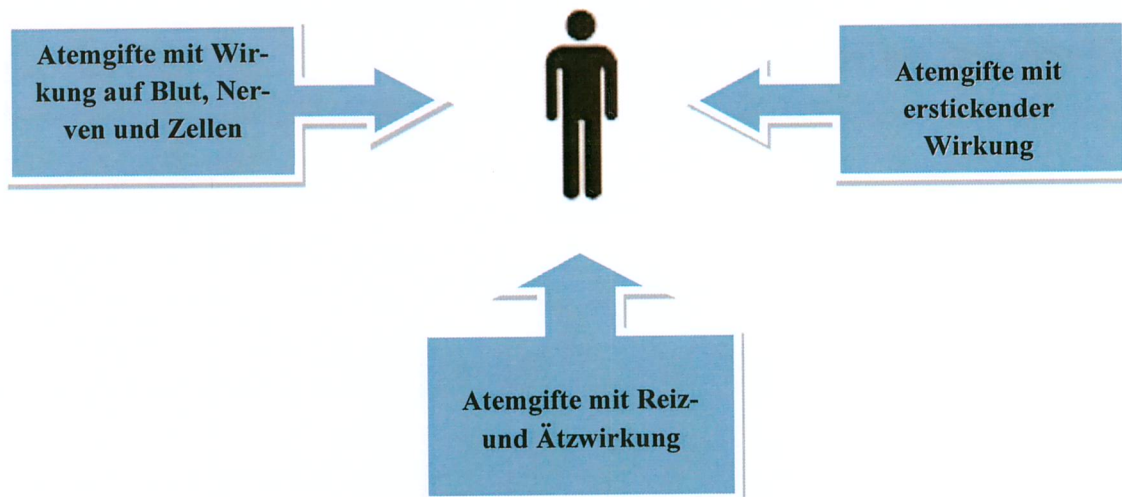 Atemgifte mit Wir-
kung auf Blut, Ner-
ven und Zellen
Atemgifte mit
erstickender
Wirkung
Atemgifte mit Reiz-
und Ätzwirkung